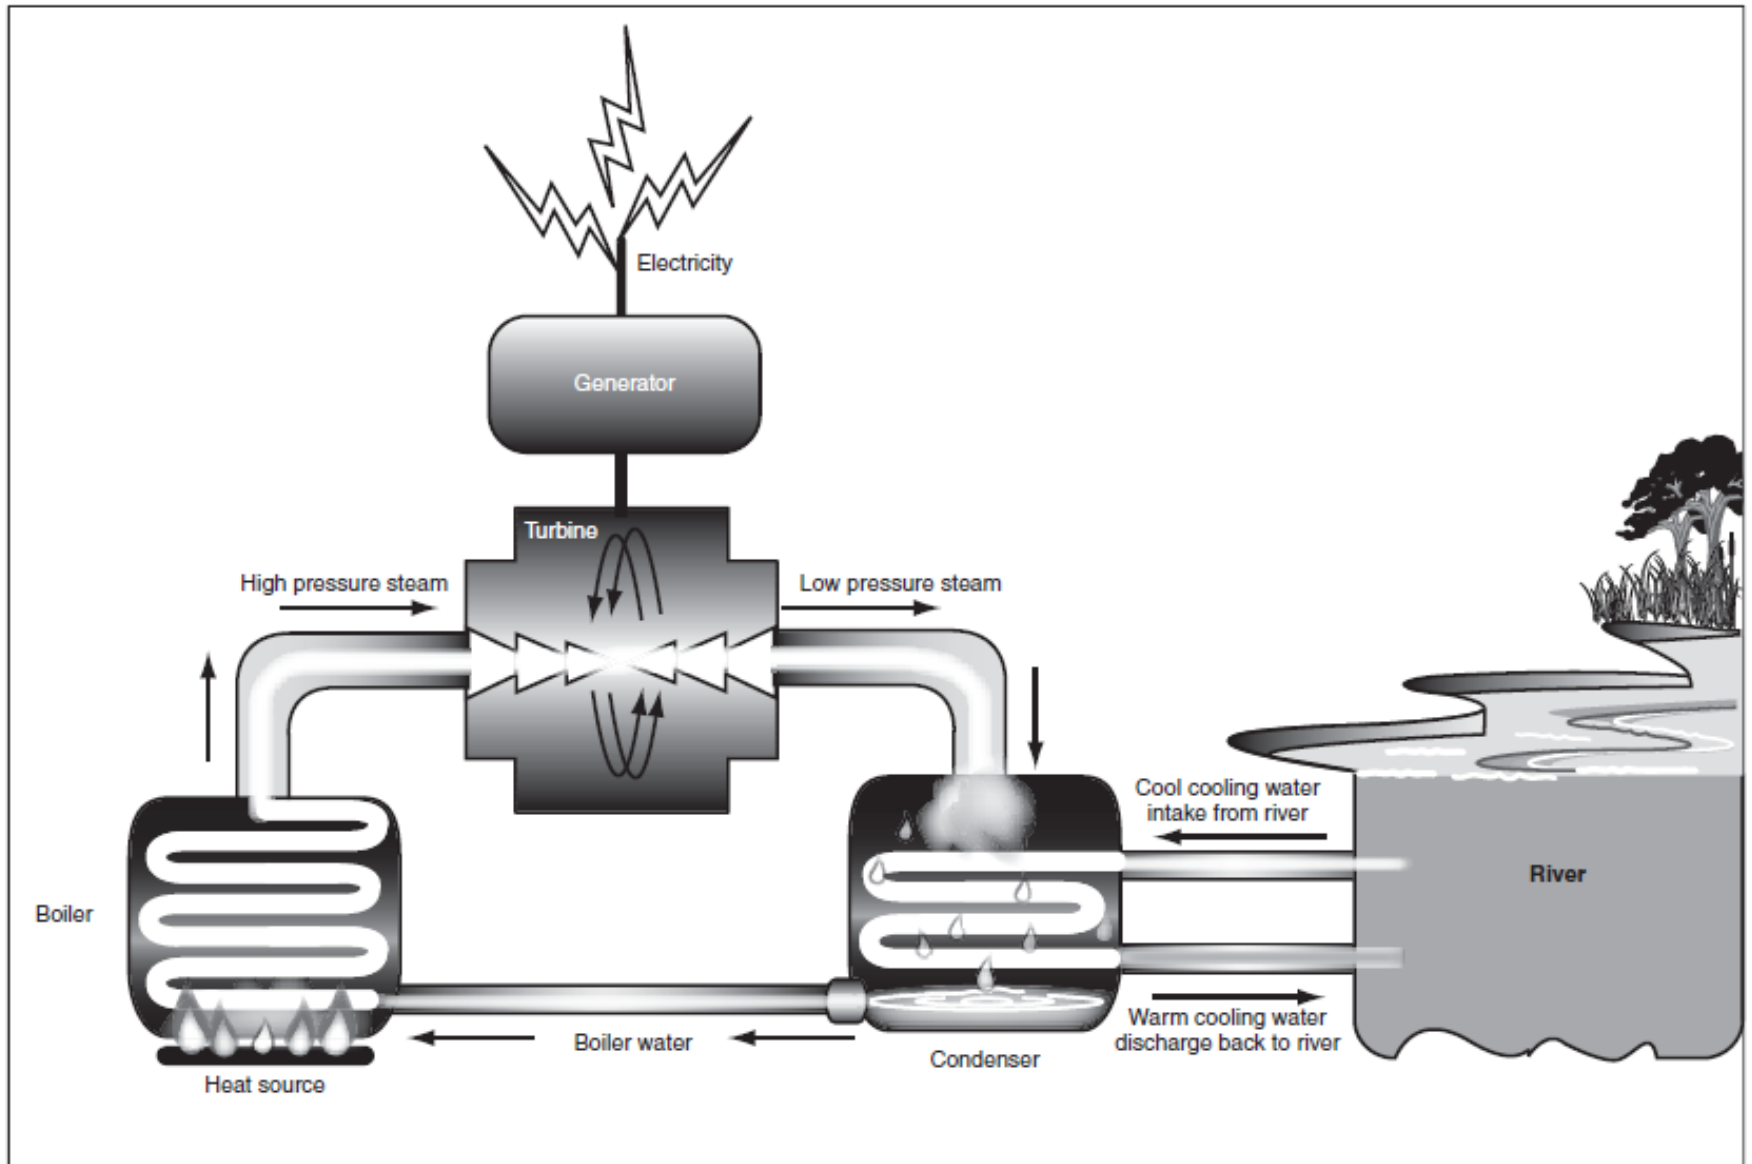 Electricity
Generator
Turbine
High pressure steam
Low pressure steam
Cool cooling water
intake from river
River
Boiler
Warm cooling water
discharge back to river
Boiler water
Condenser
Heat source